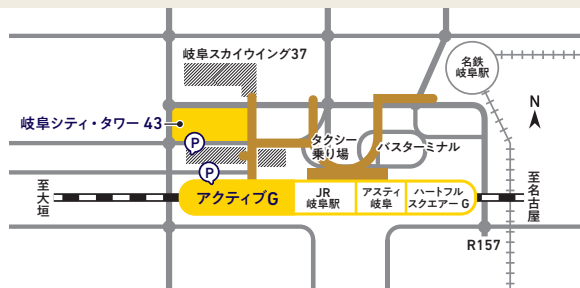 岐阜スカイウイング37
名鉄
岐阜駅
岐阜シティ・タワー 43
N
P
タクシー
乗り場
バスターミナル
P
至大垣
アクティブG
JR
岐阜駅
アスティ
岐阜
ハートフル
スクエアー G
至名古屋
R157